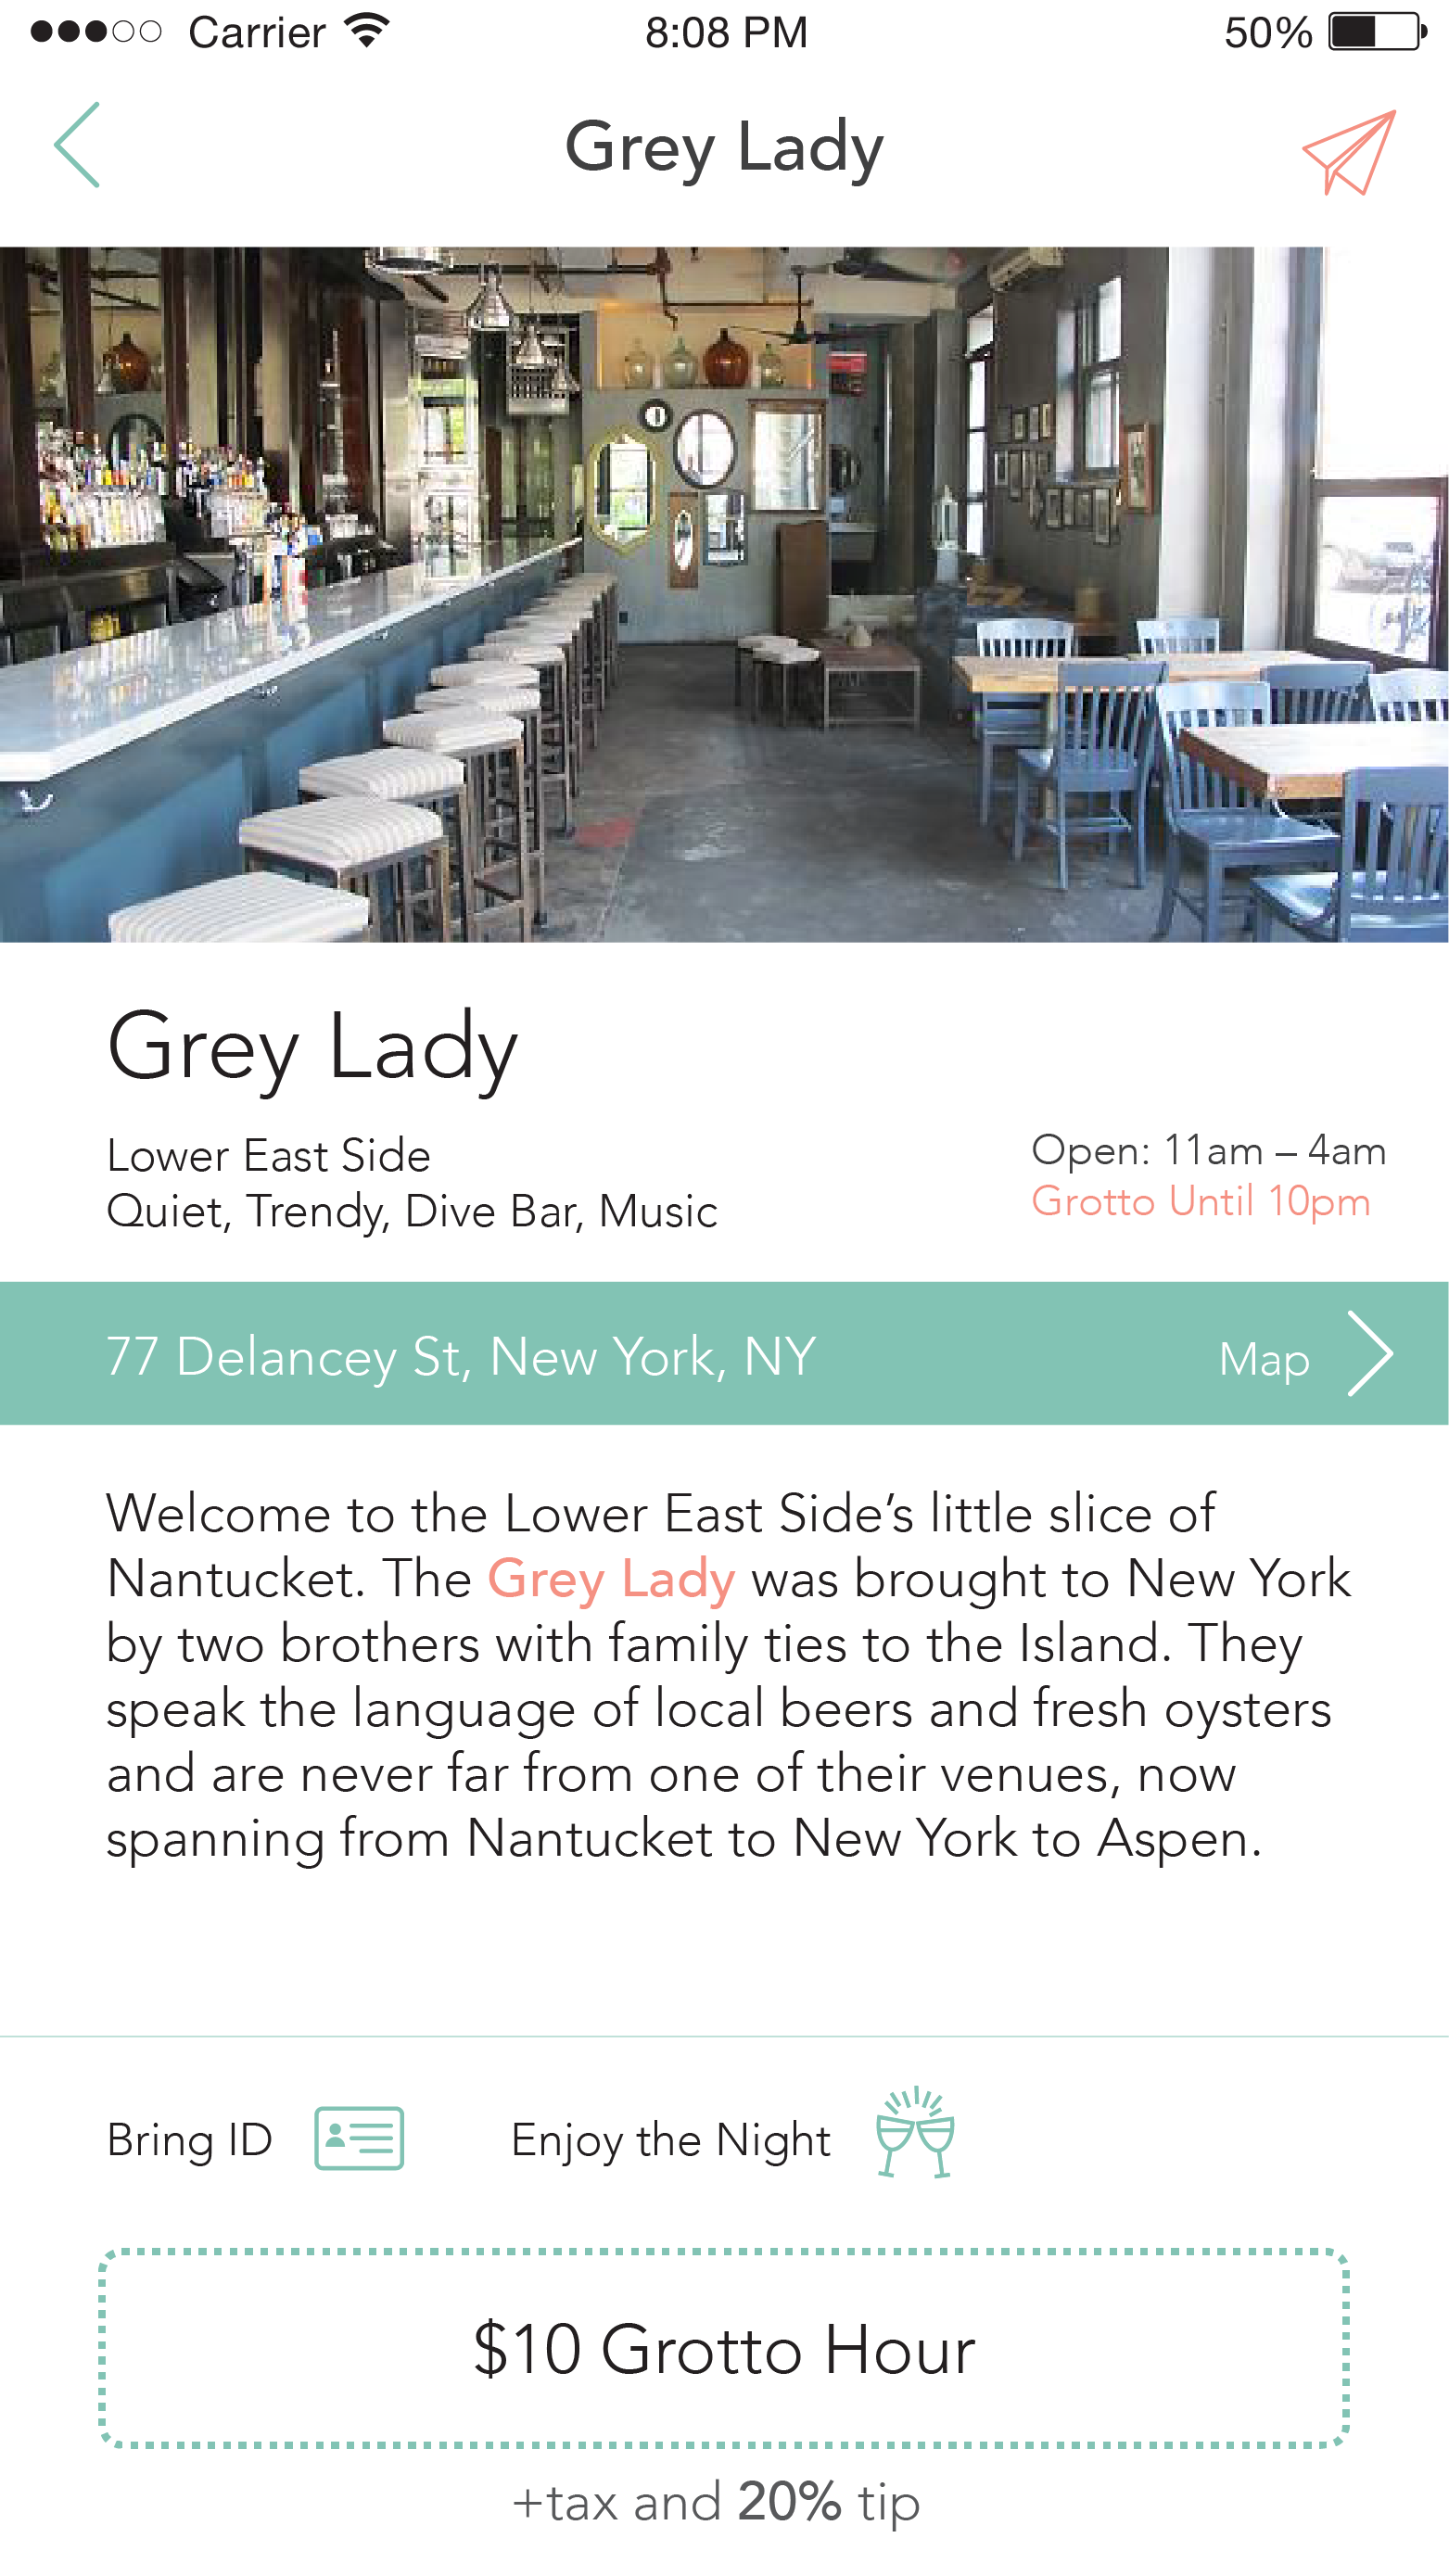 Carrier 8:08 PM 50%
Grey Lady
Grey Lady
Lower East Side
Quiet, Trendy, Dive Bar, Music
Open: 11am – 4am
Grotto Until 10pm
77 Delancey St, New York, NY Map
Welcome to the Lower East Side’s little slice of
Nantucket. The Grey Lady was brought to New York
by two brothers with family ties to the Island. They
speak the language of local beers and fresh oysters
and are never far from one of their venues, now
spanning from Nantucket to New York to Aspen.
Bring ID Enjoy the Night
$10 Grotto Hour
+tax and 20% tip